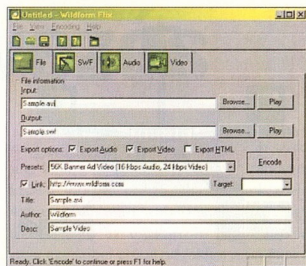 Untitled - Wildform Flix
File View Encoding Help
File SWF Audio Video
File information
Input:
Sample.avi Browse... Play
Output:
Sample.swf Browse... Play
Export options: Export Audio Export Video Export HTML
Presets: 56K Banner Ad Video (16 kbps Audio, 24 kbps Video) Encode
Link: http://www.wildform.com Target:
Title: Sample.avi
Author: Wildform
Desc: Sample Video
Ready. Click 'Encode' to continue or press F1 for help.